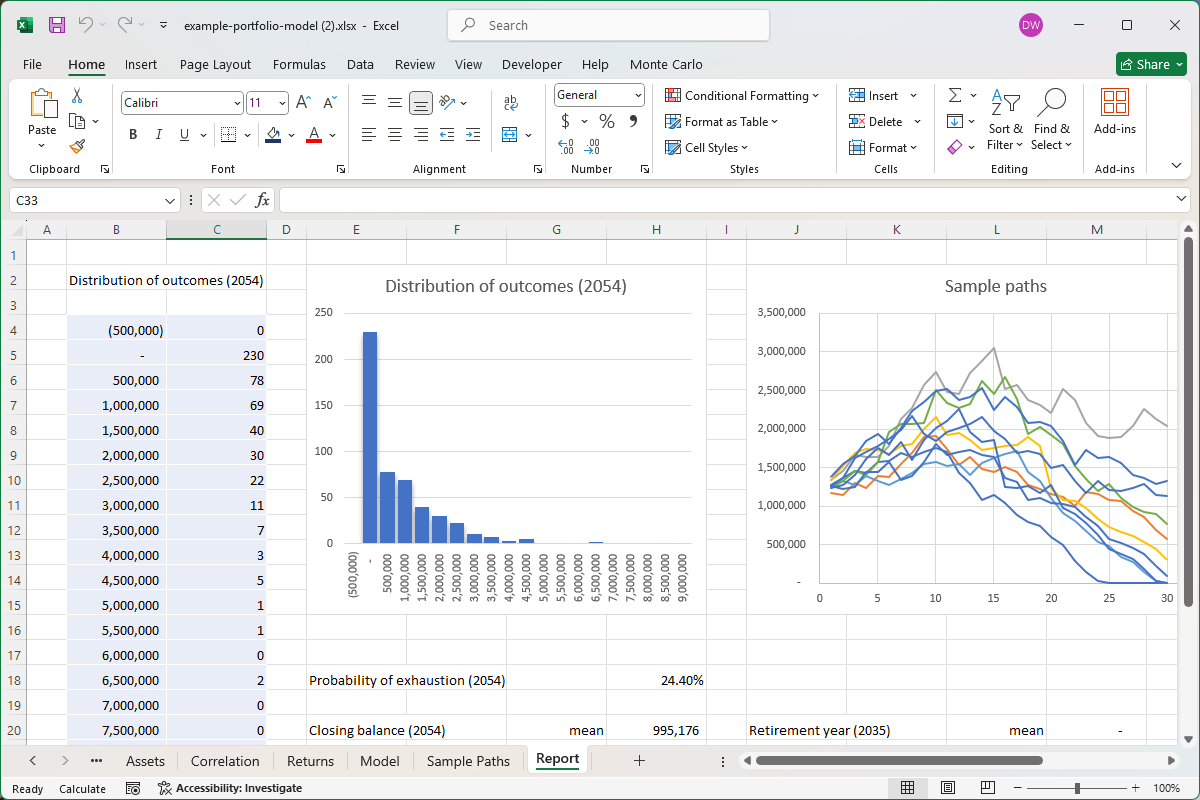 example-portfolio-model (2).xlsx - Excel
Search
DW
File Home Insert Page Layout Formulas Data Review View Developer Help Monte Carlo
Share
Paste
Clipboard
Calibri 11
B I U A
Font
ab
Alignment
General
$ % 9
Number
Conditional Formatting
Format as Table
Cell Styles
Styles
Insert
Delete
Format
Cells
Sort & Filter
Find & Select
Editing
Add-ins
Add-ins
C33
fx
A B C D E F G H I J K L M
1
2 Distribution of outcomes (2054)
3
4 (500,000) 0
5 - 230
6 500,000 78
7 1,000,000 69
8 1,500,000 40
9 2,000,000 30
10 2,500,000 22
11 3,000,000 11
12 3,500,000 7
13 4,000,000 3
14 4,500,000 5
15 5,000,000 1
16 5,500,000 1
17 6,000,000 0
18 6,500,000 2
19 7,000,000 0
20 7,500,000 0
Distribution of outcomes (2054)
250
200
150
100
50
0
(500,000) - 500,000 1,000,000 1,500,000 2,000,000 2,500,000 3,000,000 3,500,000 4,000,000 4,500,000 5,000,000 5,500,000 6,000,000 6,500,000 7,000,000 7,500,000 8,000,000 8,500,000 9,000,000
Sample paths
3,500,000
3,000,000
2,500,000
2,000,000
1,500,000
1,000,000
500,000
-
0 5 10 15 20 25 30
Probability of exhaustion (2054) 24.40%
Closing balance (2054) mean 995,176
Retirement year (2035) mean -
Assets Correlation Returns Model Sample Paths Report
Ready Calculate Accessibility: Investigate 100%